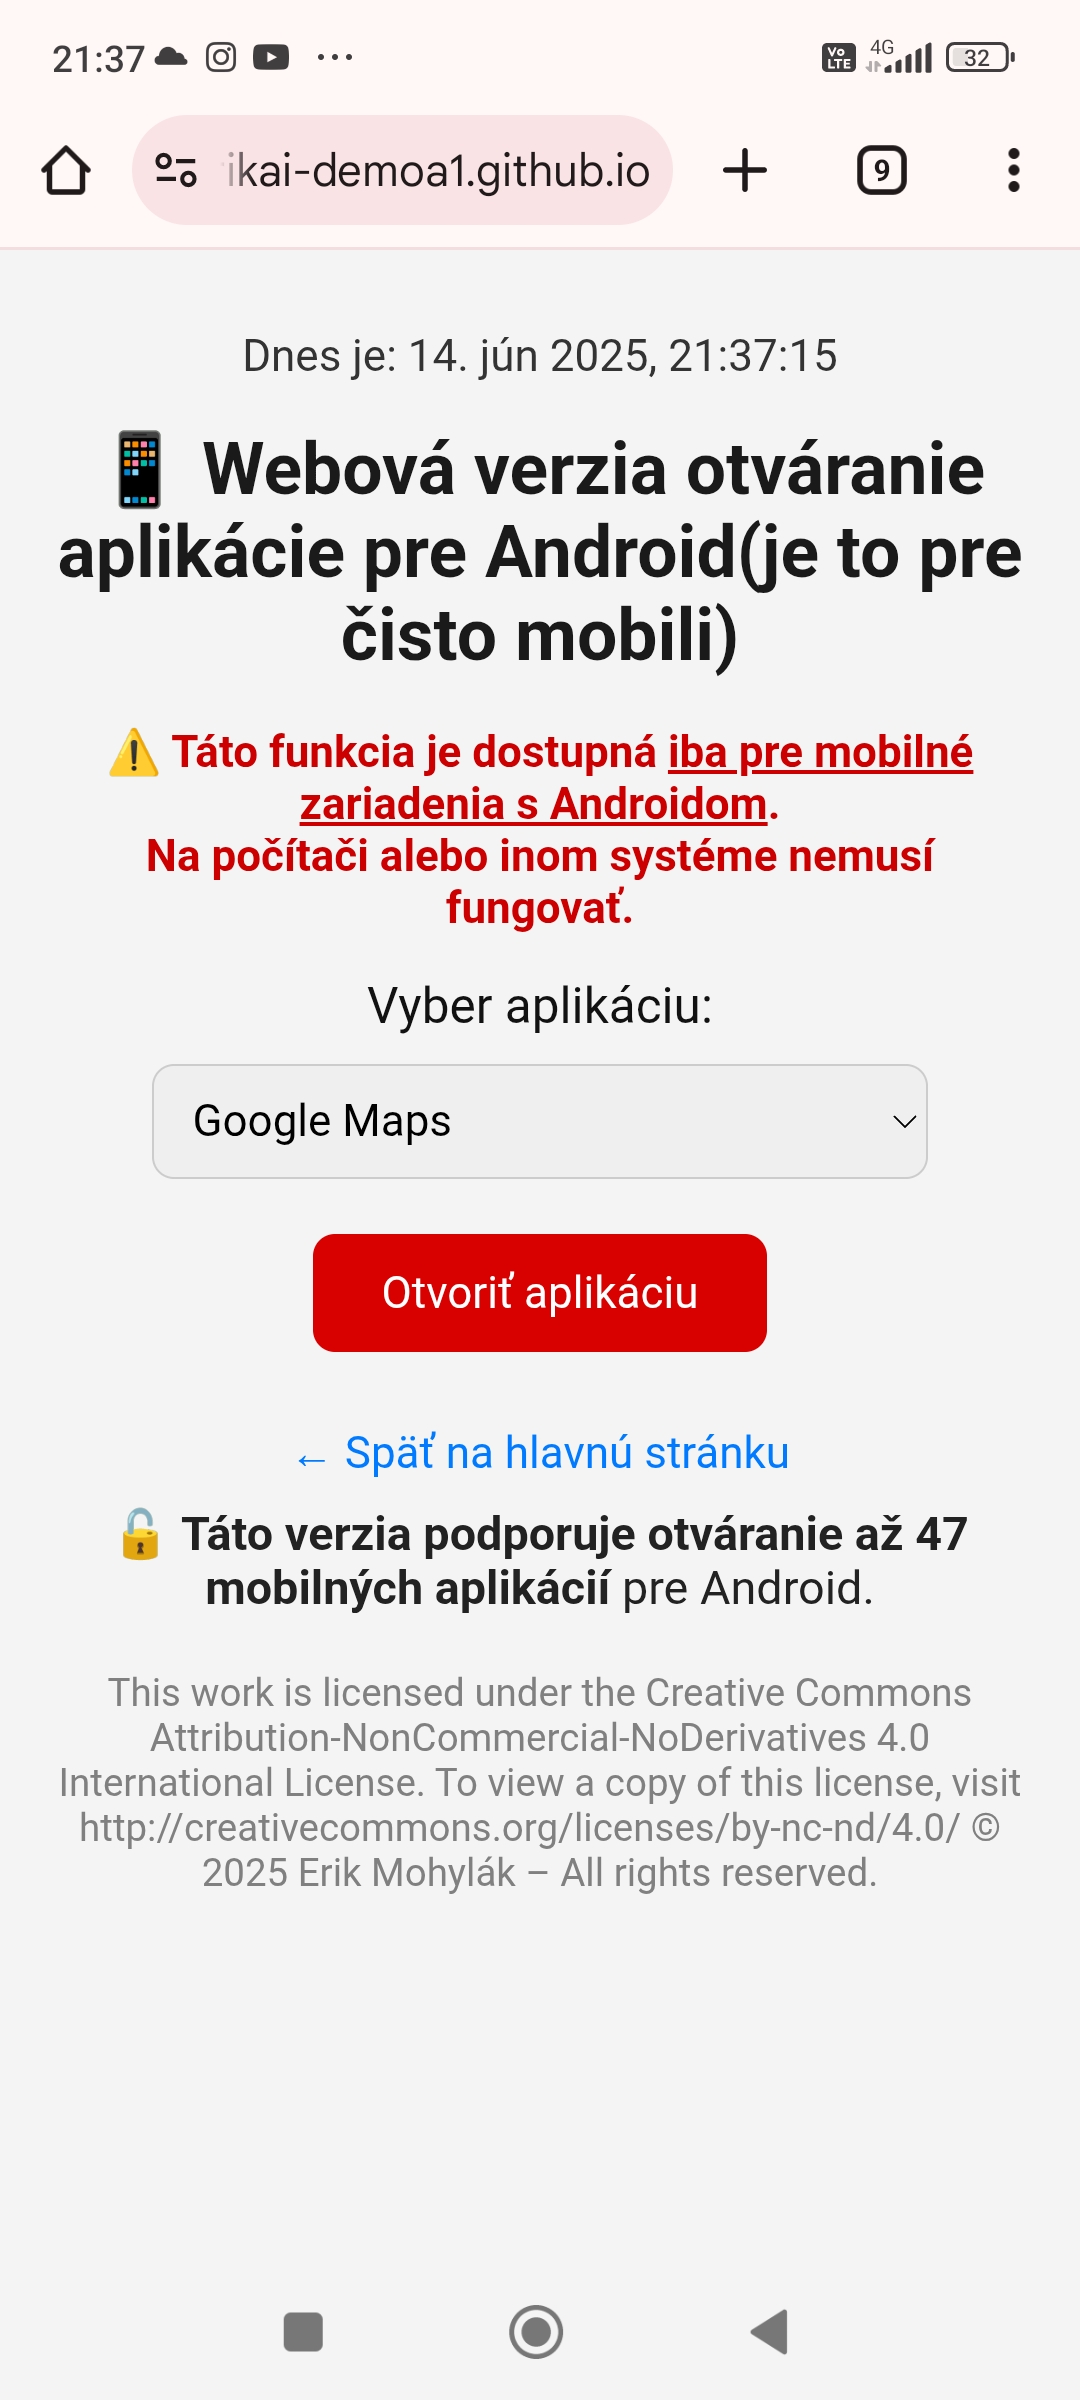 21:37
Vo LTE
4G
32
ikai-demoa1.github.io
9
Dnes je: 14. jún 2025, 21:37:15
📱 Webová verzia otváranie
aplikácie pre Android(je to pre
čisto mobili)
⚠️ Táto funkcia je dostupná iba pre mobilné
zariadenia s Androidom.
Na počítači alebo inom systéme nemusí
fungovať.
Vyber aplikáciu:
Google Maps
Otvoriť aplikáciu
← Späť na hlavnú stránku
🔓 Táto verzia podporuje otváranie až 47
mobilných aplikácií pre Android.
This work is licensed under the Creative Commons
Attribution-NonCommercial-NoDerivatives 4.0
International License. To view a copy of this license, visit
http://creativecommons.org/licenses/by-nc-nd/4.0/ ©
2025 Erik Mohylák – All rights reserved.